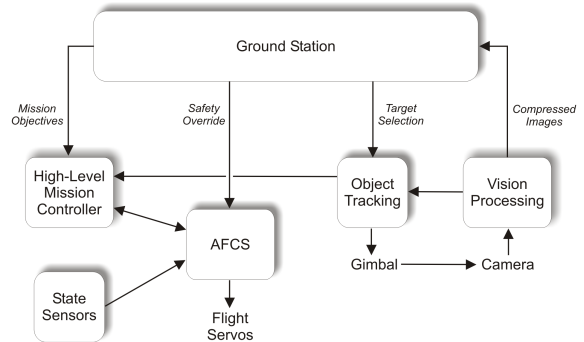 Ground Station
Mission
Objectives
Safety
Override
Target
Selection
Compressed
Images
High-Level
Mission
Controller
Object
Tracking
Vision
Processing
AFCS
Gimbal
Camera
State
Sensors
Flight
Servos